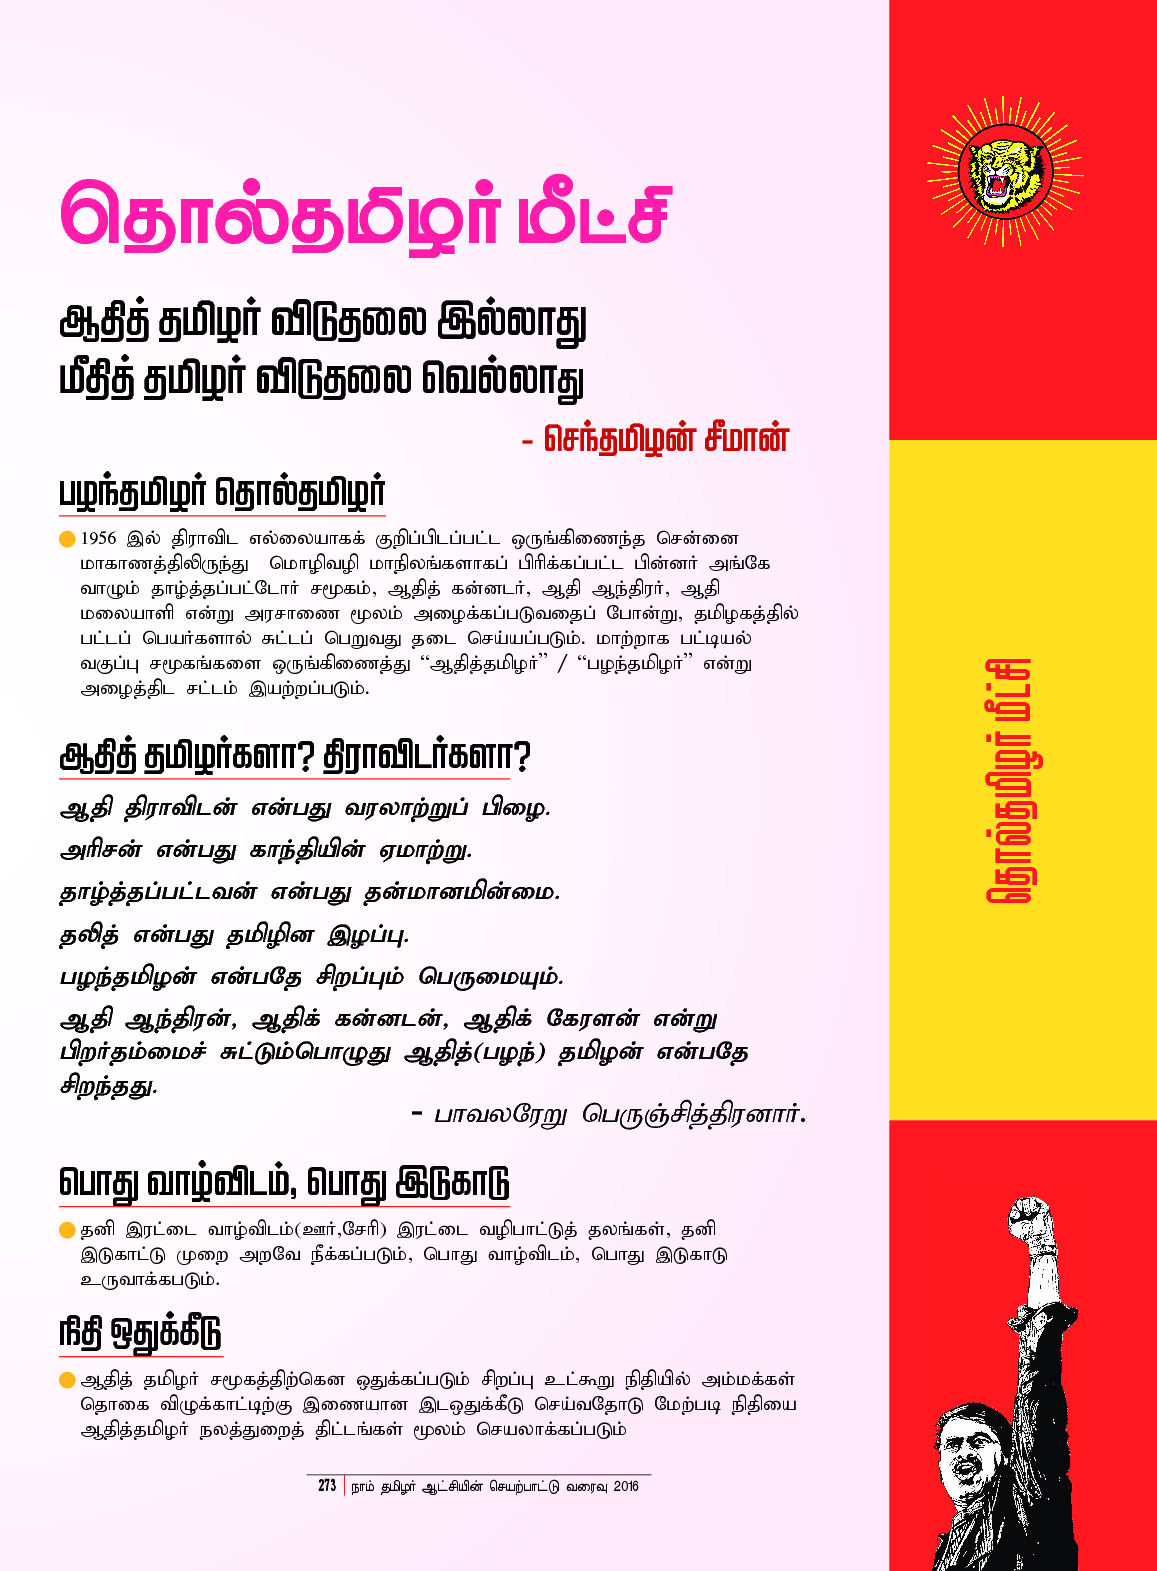 தொல்தமிழர் மீட்சி
ஆதித் தமிழர் விடுதலை இல்லாது
மீதித் தமிழர் விடுதலை வெல்லாது
- செந்தமிழன் சீமான்
பழந்தமிழர் தொல்தமிழர்
1956 இல் திராவிட எல்லையாகக் குறிப்பிடப்பட்ட ஒருங்கிணைந்த சென்னை
மாகாணத்திலிருந்து மொழிவழி மாநிலங்களாகப் பிரிக்கப்பட்ட பின்னர் அங்கே
வாழும் தாழ்த்தப்பட்டோர் சமூகம், ஆதித் கன்னடர், ஆதி ஆந்திரர், ஆதி
மலையாளி என்று அரசாணை மூலம் அழைக்கப்படுவதைப் போன்று, தமிழகத்தில்
பட்டப் பெயர்களால் சுட்டப் பெறுவது தடை செய்யப்படும். மாற்றாக பட்டியல்
வகுப்பு சமூகங்களை ஒருங்கிணைத்து “ஆதித்தமிழர்” / “பழந்தமிழர்” என்று
அழைத்திட சட்டம் இயற்றப்படும்.
ஆதித் தமிழர்களா? திராவிடர்களா?
ஆதி திராவிடன் என்பது வரலாற்றுப் பிழை.
அரிசன் என்பது காந்தியின் ஏமாற்று.
தாழ்த்தப்பட்டவன் என்பது தன்மானமின்மை.
தலித் என்பது தமிழின இழப்பு.
பழந்தமிழன் என்பதே சிறப்பும் பெருமையும்.
ஆதி ஆந்திரன், ஆதிக் கன்னடன், ஆதிக் கேரளன் என்று
பிறர்தம்மைச் சுட்டும்பொழுது ஆதித்(பழந்) தமிழன் என்பதே
சிறந்தது.
- பாவலரேறு பெருஞ்சித்திரனார்.
பொது வாழ்விடம், பொது இடுகாடு
தனி இரட்டை வாழ்விடம்(ஊர்,சேரி) இரட்டை வழிபாட்டுத் தலங்கள், தனி
இடுகாட்டு முறை அறவே நீக்கப்படும், பொது வாழ்விடம், பொது இடுகாடு
உருவாக்கபடும்.
நிதி ஒதுக்கீடு
ஆதித் தமிழர் சமூகத்திற்கென ஒதுக்கப்படும் சிறப்பு உட்கூறு நிதியில் அம்மக்கள்
தொகை விழுக்காட்டிற்கு இணையான இடஒதுக்கீடு செய்வதோடு மேற்படி நிதியை
ஆதித்தமிழர் நலத்துறைத் திட்டங்கள் மூலம் செயலாக்கப்படும்
273 நாம் தமிழர் ஆட்சியின் செயற்பாட்டு வரைவு 2016
தொல்தமிழர் மீட்சி